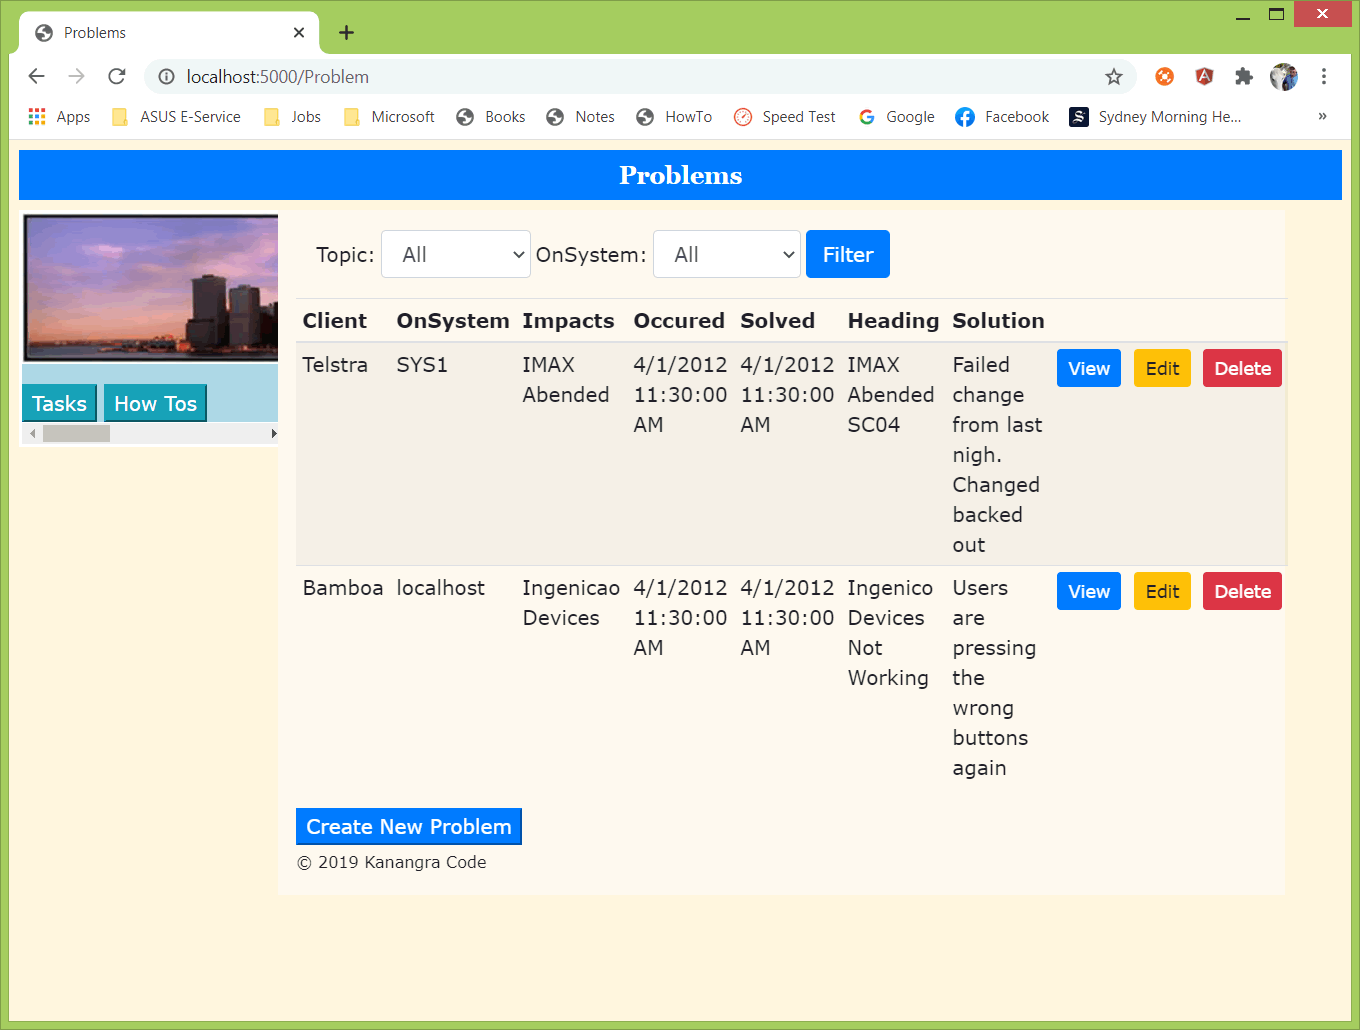 Problems
localhost:5000/Problem
Apps ASUS E-Service Jobs Microsoft Books Notes HowTo Speed Test Google Facebook Sydney Morning He... »
Problems
Topic: All OnSystem: All Filter
Client OnSystem Impacts Occured Solved Heading Solution
Telstra SYS1 IMAX 4/1/2012 4/1/2012 IMAX Failed View Edit Delete
Abended 11:30:00 11:30:00 Abended change
AM AM SC04 from last
nigh.
Changed
backed
out
Tasks How Tos
Bamboa localhost Ingenicao 4/1/2012 4/1/2012 Ingenico Users View Edit Delete
Devices 11:30:00 11:30:00 Devices are
AM AM Not pressing
Working the
wrong
buttons
again
Create New Problem
© 2019 Kanangra Code